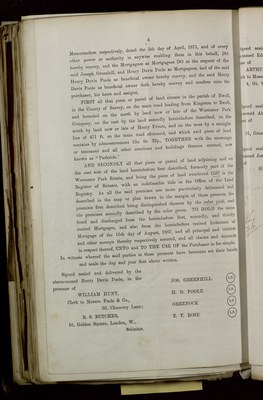 4
Memorandum respectively, dated the 5th day of April, 1871, and of every
other power or authority in anywise enabling them in this behalf, Do
hereby convey, and the Mortgagees as Mortgagees Do at the request of the
said Joseph Greenhill, and Henry Davis Poole as Mortgagees, And of the said
Henry Davis Poole as beneficial owner hereby convey, and the said Henry
Davis Poole as beneficial owner doth hereby convey and confirm unto the
purchaser, his heirs and assigns.
FIRST all that piece or parcel of land situate in the parish of Ewell,
in the County of Surrey, on the main road leading from Kingston to Ewell,
and bounded on the north by land now or late of the Worcester Park
Company, on the east by the land secondly hereinafter described, on the
south by land now or late of Henry and on the west by a straight
line of 471 ft. on the main road aforesaid, and which said piece of land
contains by admeasurement TOGETHER with the messuage
or tenement and all other erections and buildings thereon erected, now
known as " Parkside."
AND SECONDLY all that piece or parcel of land adjoining and on
the east side of the land hereinbefore first described, formerly part of the
Worcester Park Estate, and being the piece of land numbered in the
Register of Estates, with an indefeasible title in the Office of the Land
Registry. As all the said premises are more particularly delineated and
described in the map or plan drawn in the margin of these presents, the
premises first described being distinguished thereon by the colour pink, and
the premises secondly described by the color green. TO HOLD the same
freed and discharged from the hereinbefore first, secondly, and thirdly
recited Mortgages, and also from the hereinbefore recited Indenture of
Mortgage of the 15th day of August, 1867, and all principal and interest
and other moneys thereby respectively secured, and all claims and demands
in respect thereof, UNTO and TO THE USE OF the Purchaser in fee simple.
In witness whereof the said parties to these presents have hereunto set their hands
and seals the day and year first above written.
Signed sealed and delivered by the
above-named Henry Davis Poole, in the
presence of
WILLIAM HUNT,
Clerk to Messrs. Poole & Co.,
Chancery Lane;
R. S. BUTCHER,
Golden Square, London, W.,
Solicitor.
JOS. GREENHILL
H. D. POOLE
GREENOCK
E. T. DOXE